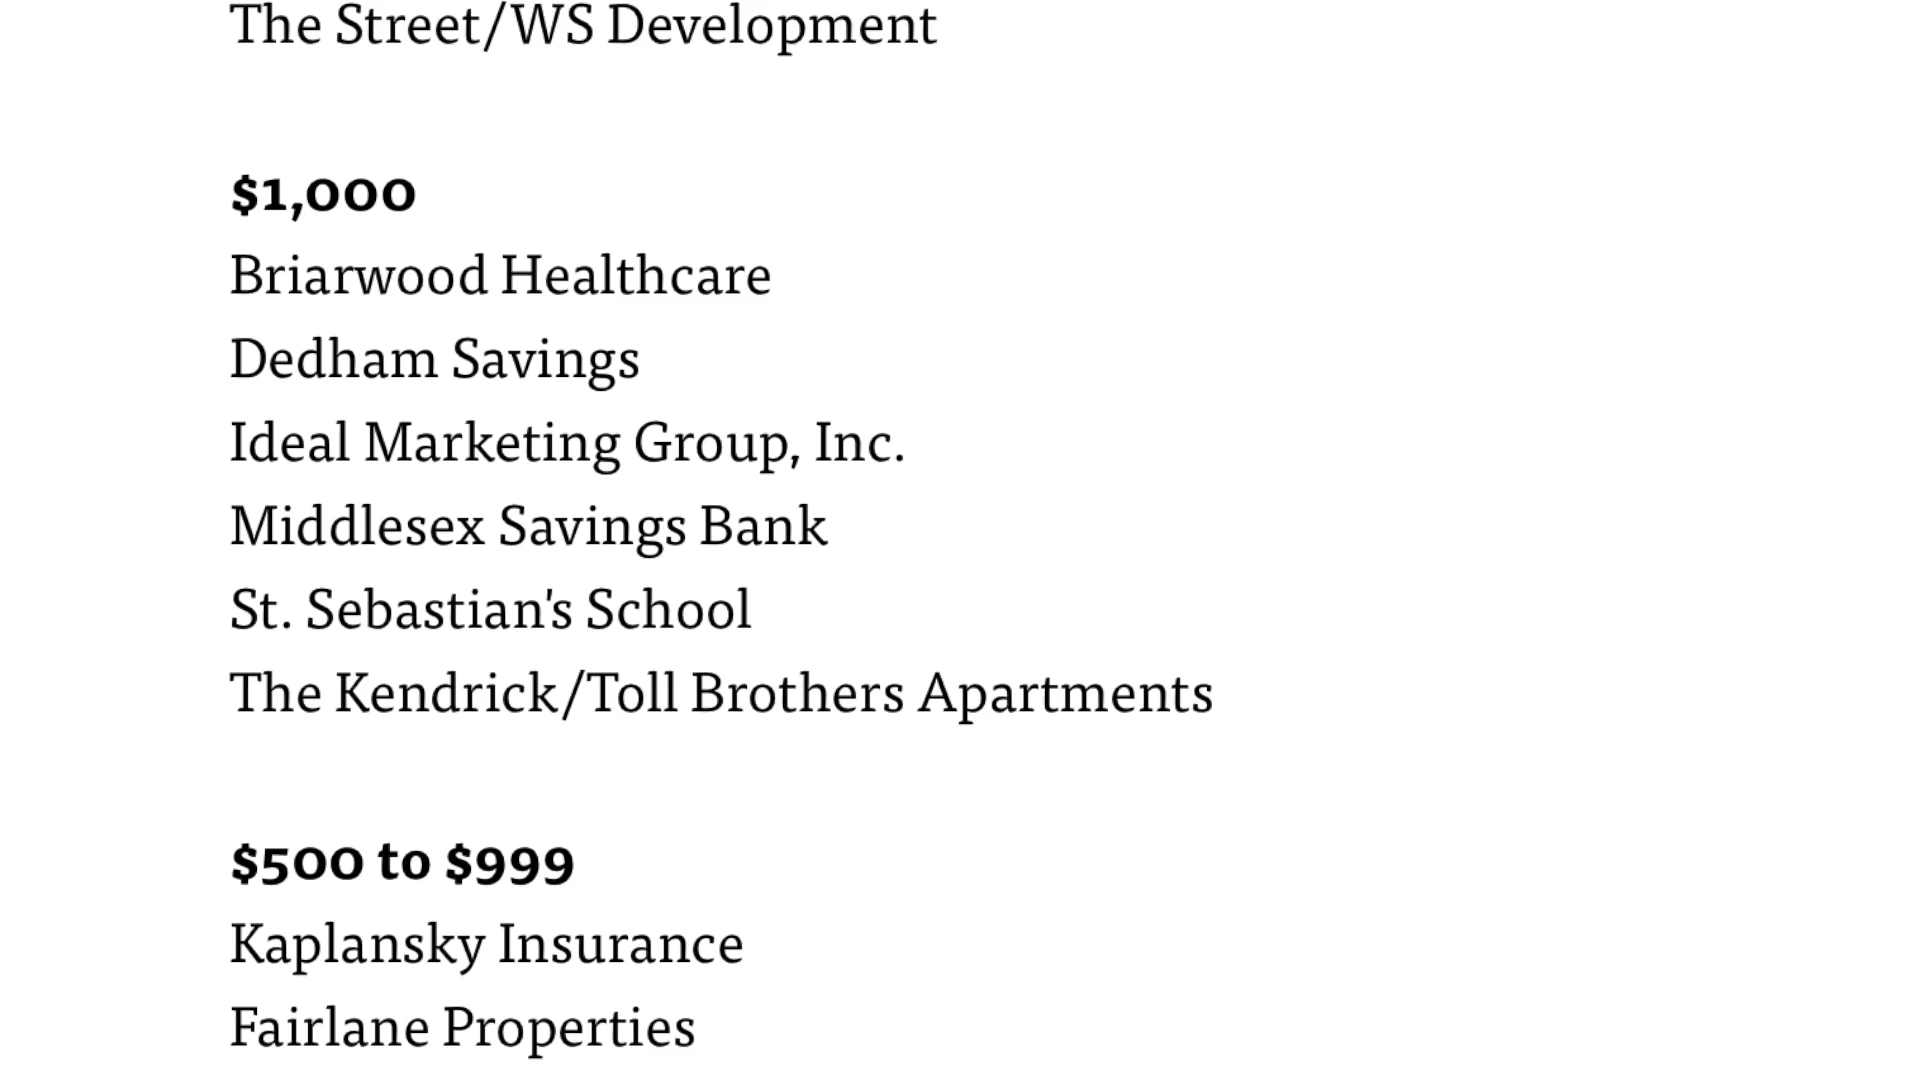 The Street/WS Development
$1,000
Briarwood Healthcare
Dedham Savings
Ideal Marketing Group, Inc.
Middlesex Savings Bank
St. Sebastian's School
The Kendrick/Toll Brothers Apartments
$500 to $999
Kaplansky Insurance
Fairlane Properties